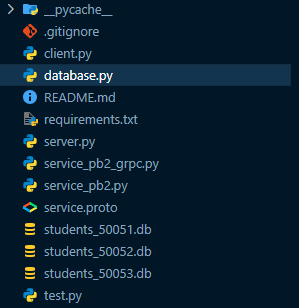 __pycache__
.gitignore
client.py
database.py
README.md
requirements.txt
server.py
service_pb2_grpc.py
service_pb2.py
service.proto
students_50051.db
students_50052.db
students_50053.db
test.py